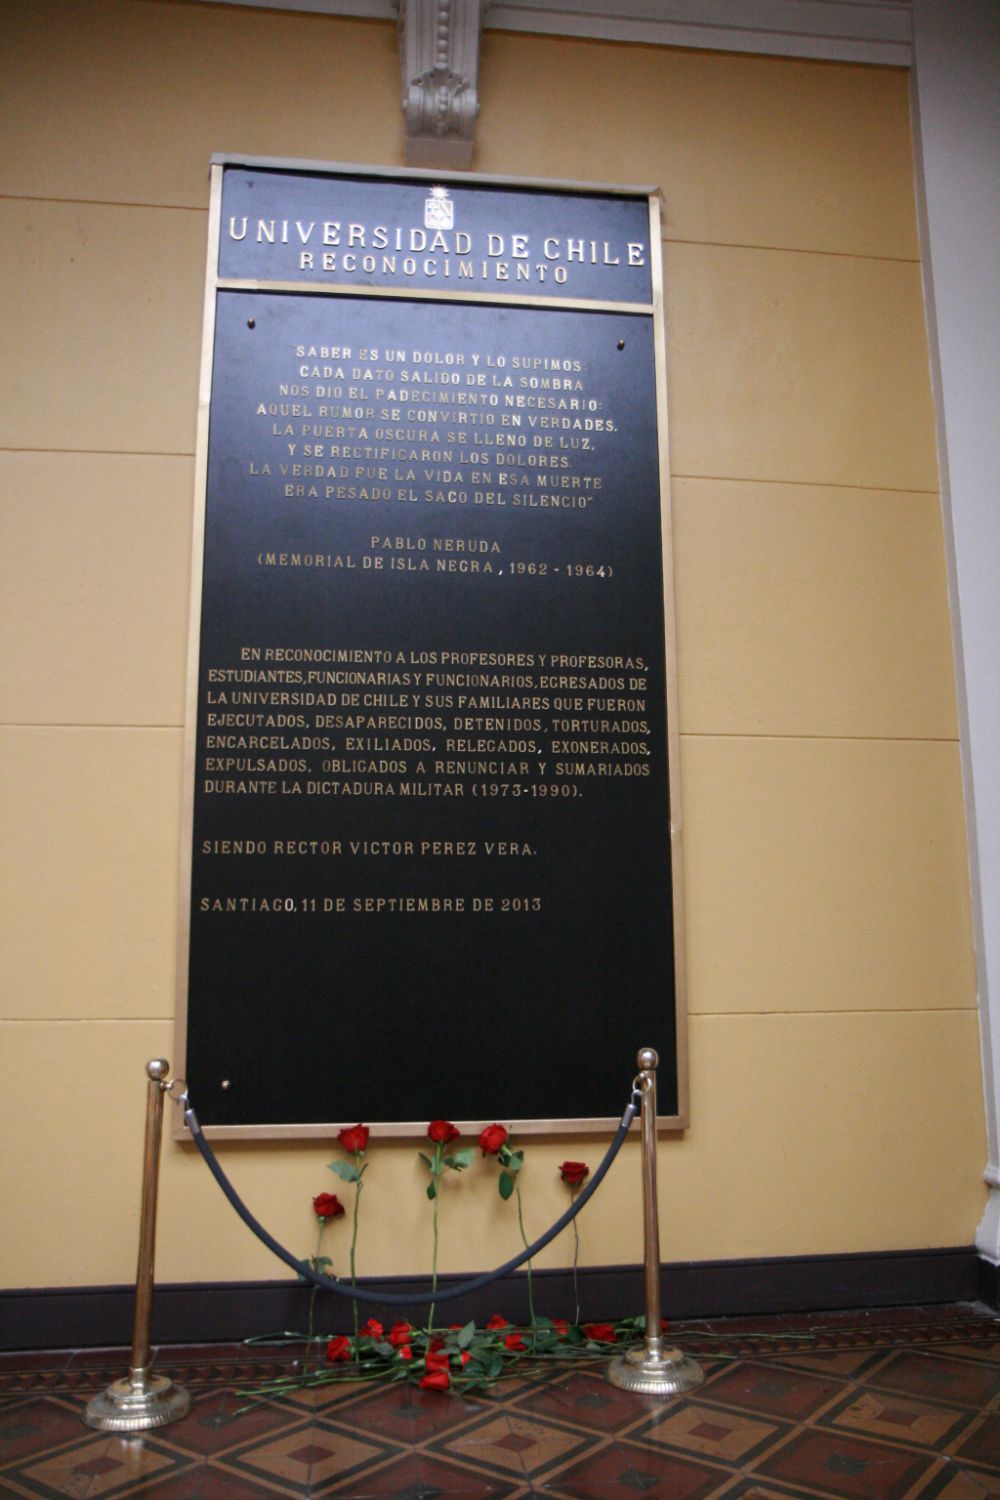 UNIVERSIDAD DE CHILE
RECONOCIMIENTO
"SABER ES UN DOLOR Y LO SUPIMOS:
CADA DATO SALIDO DE LA SOMBRA
NOS DIO EL PADECIMIENTO NECESARIO:
AQUEL RUMOR SE CONVIRTIO EN VERDADES,
LA PUERTA OSCURA SE LLENO DE LUZ,
Y SE RECTIFICARON LOS DOLORES.
LA VERDAD FUE LA VIDA EN ESA MUERTE
ERA PESADO EL SACO DEL SILENCIO"
PABLO NERUDA
(MEMORIAL DE ISLA NEGRA, 1962 - 1964)
EN RECONOCIMIENTO A LOS PROFESORES Y PROFESORAS,
ESTUDIANTES, FUNCIONARIAS Y FUNCIONARIOS, EGRESADOS DE
LA UNIVERSIDAD DE CHILE Y SUS FAMILIARES QUE FUERON
EJECUTADOS, DESAPARECIDOS, DETENIDOS, TORTURADOS,
ENCARCELADOS, EXILIADOS, RELEGADOS, EXONERADOS,
EXPULSADOS, OBLIGADOS A RENUNCIAR Y SUMARIADOS
DURANTE LA DICTADURA MILITAR (1973-1990).
SIENDO RECTOR VICTOR PEREZ VERA.
SANTIAGO, 11 DE SEPTIEMBRE DE 2013